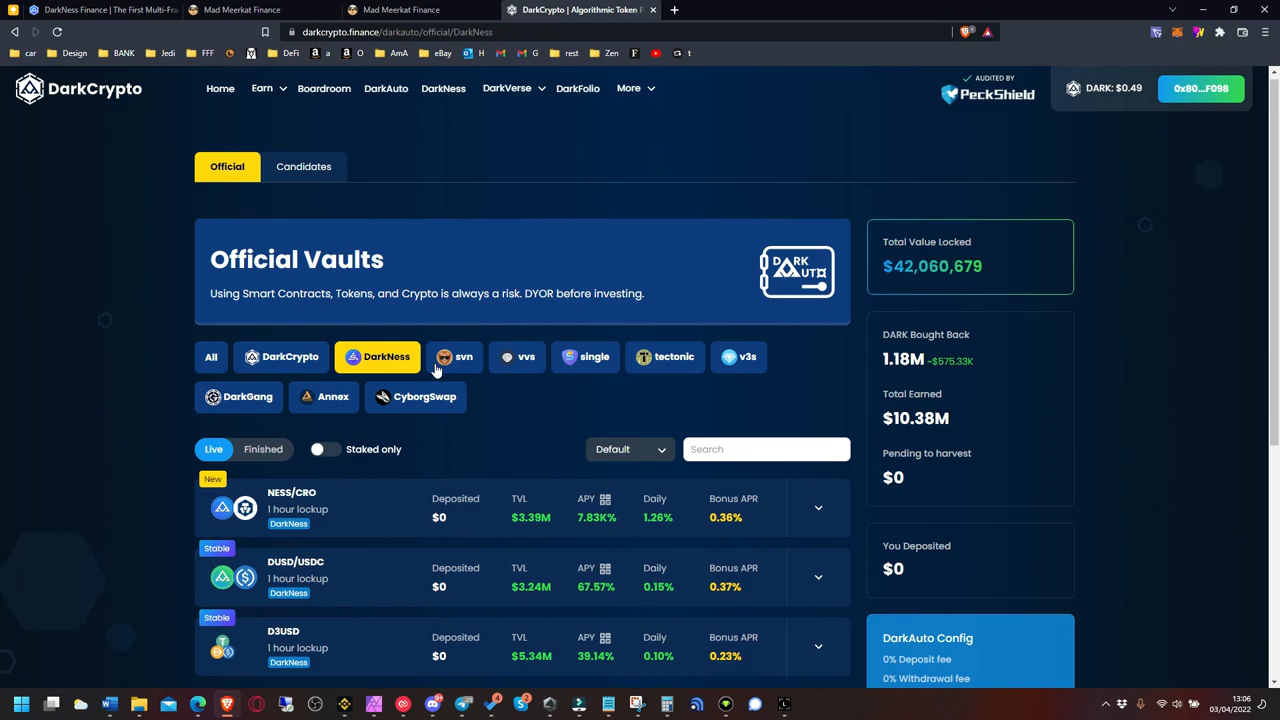 DarkNess Finance | The First Multi-Fra
Mad Meerkat Finance
Mad Meerkat Finance
DarkCrypto | Algorithmic Token P
darkcrypto.finance/darkauto/official/DarkNess
car
Design
BANK
Jedi
FFF
DeFi
a
AmA
eBay
H
M
G
rest
Zen
t
DarkCrypto
Home
Earn
Boardroom
DarkAuto
DarkNess
DarkVerse
DarkFolio
More
AUDITED BY
PeckShield
DARK: $0.49
0x80...F098
Official
Candidates
Official Vaults
Using Smart Contracts, Tokens, and Crypto is always a risk. DYOR before investing.
DARK
AUTO
Total Value Locked
$42,060,679
All
DarkCrypto
DarkNess
svn
vvs
single
tectonic
v3s
DarkGang
Annex
CyborgSwap
DARK Bought Back
1.18M ~$575.33K
Total Earned
$10.38M
Pending to harvest
$0
Live
Finished
Staked only
Default
Search
New
NESS/CRO
1 hour lockup
DarkNess
Deposited
$0
TVL
$3.39M
APY
7.83K%
Daily
1.26%
Bonus APR
0.36%
Stable
DUSD/USDC
1 hour lockup
DarkNess
Deposited
$0
TVL
$3.24M
APY
67.57%
Daily
0.15%
Bonus APR
0.37%
Stable
D3USD
1 hour lockup
DarkNess
Deposited
$0
TVL
$5.34M
APY
39.14%
Daily
0.10%
Bonus APR
0.23%
You Deposited
$0
DarkAuto Config
0% Deposit fee
0% Withdrawal fee
13:06
03/04/2022